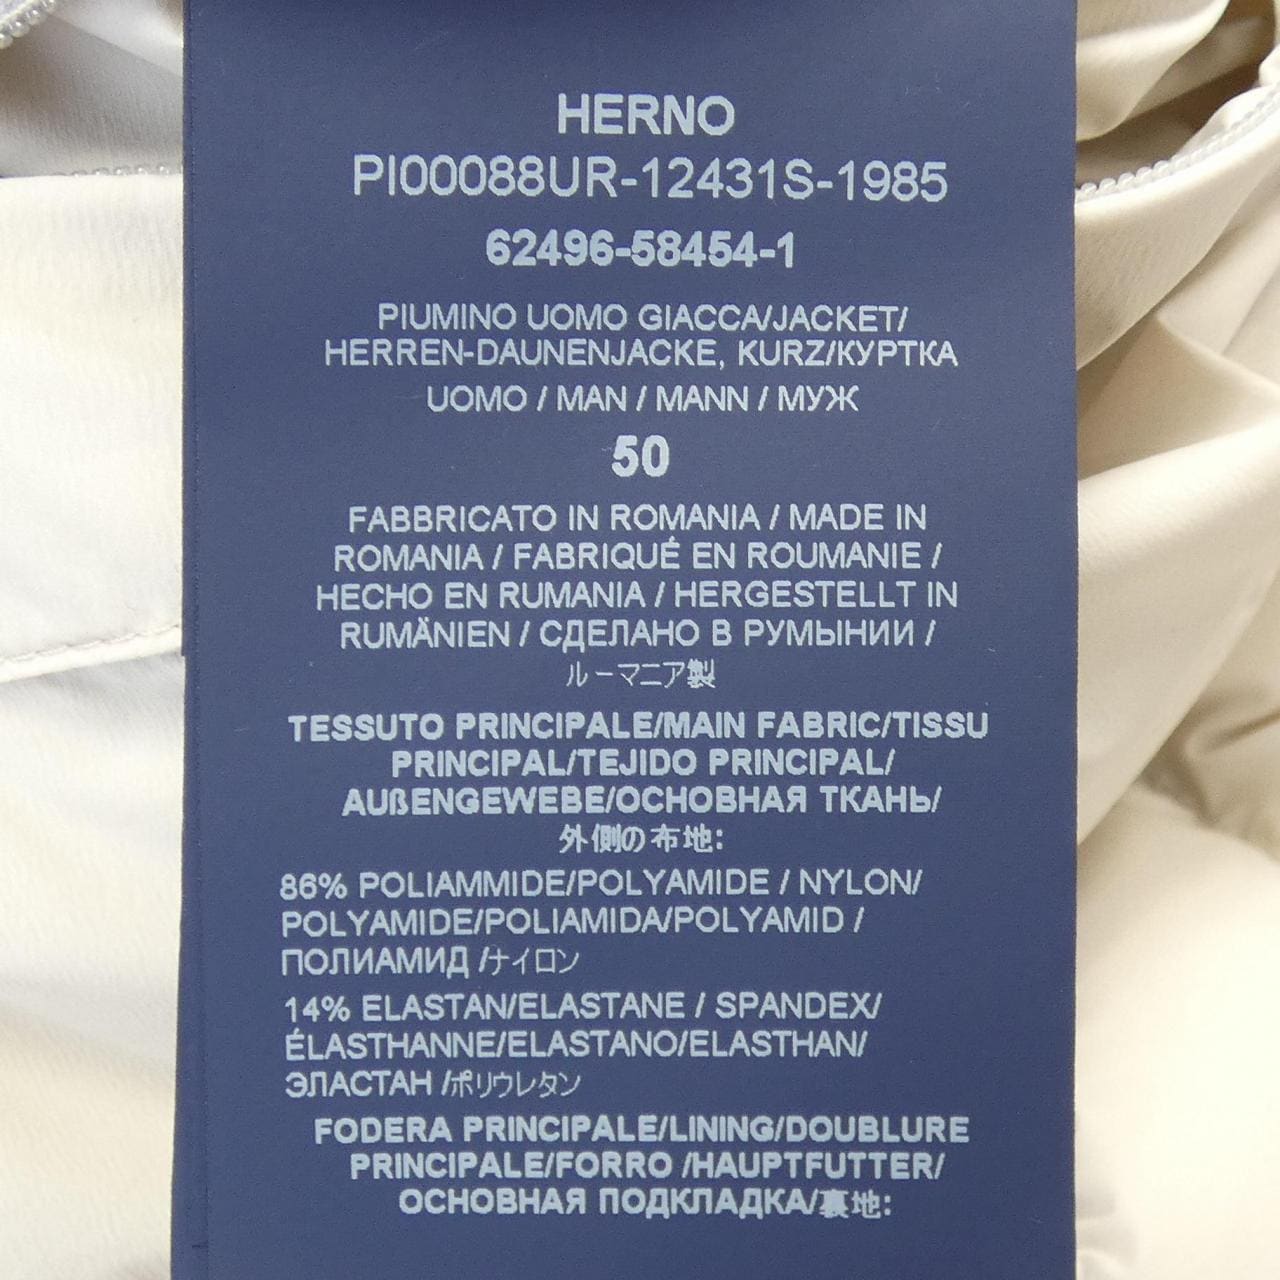 HERNO
PI00088UR-12431S-1985
62496-58454-1
PIUMINO UOMO GIACCA/JACKET/
HERREN-DAUNENJACKE, KURZ/КУРТКА
UOMO / MAN / MANN / МУЖ
50
FABBRICATO IN ROMANIA / MADE IN
ROMANIA / FABRIQUÉ EN ROUMANIE /
HECHO EN RUMANIA / HERGESTELLT IN
RUMÄNIEN / СДЕЛАНО В РУМЫНИИ /
ルーマニア製
TESSUTO PRINCIPALE/MAIN FABRIC/TISSU
PRINCIPAL/TEJIDO PRINCIPAL/
AUßENGEWEBE/ОСНОВНАЯ ТКАНЬ/
外側の布地:
86% POLIAMMIDE/POLYAMIDE / NYLON/
POLYAMIDE/POLIAMIDA/POLYAMID /
ПОЛИАМИД /ナイロン
14% ELASTAN/ELASTANE / SPANDEX/
ÉLASTHANNE/ELASTANO/ELASTHAN/
ЭЛАСТАН /ポリウレタン
FODERA PRINCIPALE/LINING/DOUBLURE
PRINCIPALE/FORRO /HAUPTFUTTER/
ОСНОВНАЯ ПОДКЛАДКА/裏地: